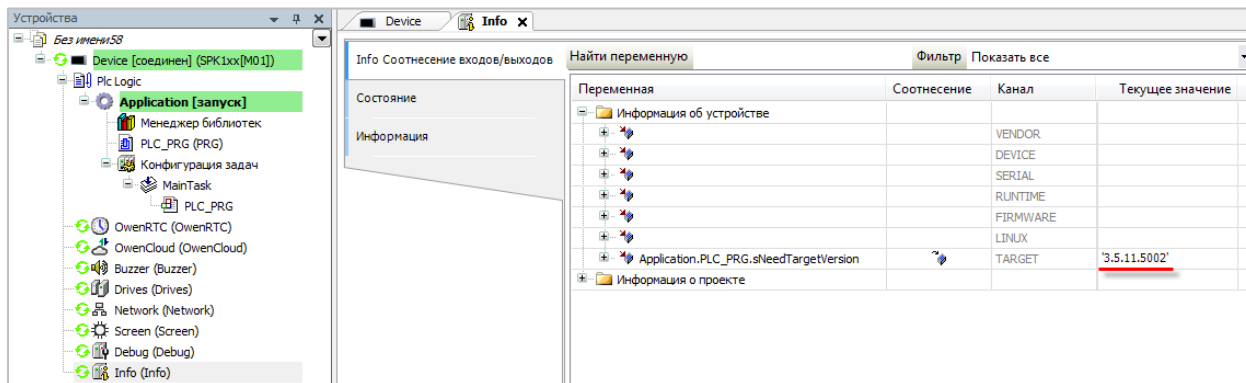 Устройства
Без имени58
Device [соединен] (SPK1xx[M01])
Plc Logic
Application [запуск]
Менеджер библиотек
PLC_PRG (PRG)
Конфигурация задач
MainTask
PLC_PRG
OwenRTC (OwenRTC)
OwenCloud (OwenCloud)
Buzzer (Buzzer)
Drives (Drives)
Network (Network)
Screen (Screen)
Debug (Debug)
Info (Info)
Device Info
Info Соотнесение входов/выходов
Состояние
Информация
Найти переменную Фильтр Показать все
Переменная Соотнесение Канал Текущее значение
Информация об устройстве
VENDOR
DEVICE
SERIAL
RUNTIME
FIRMWARE
LINUX
Application.PLC_PRG.sNeedTargetVersion TARGET '3.5.11.5002'
Информация о проекте